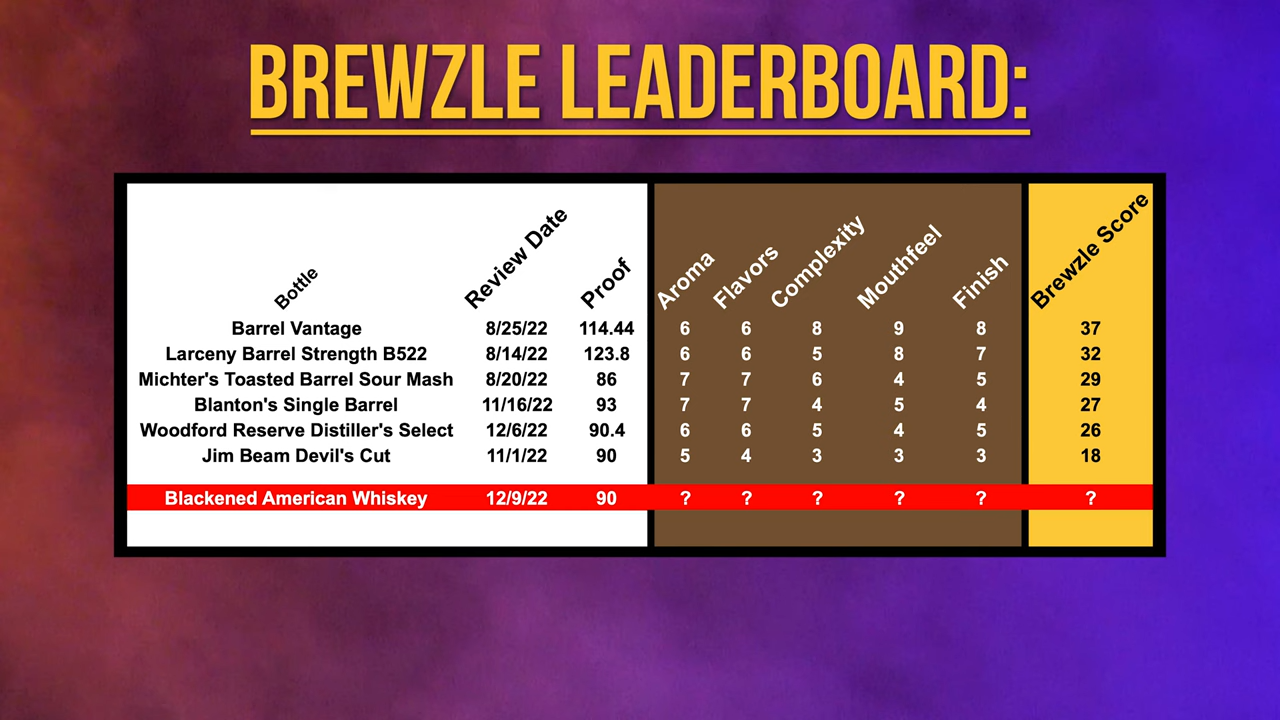 BREWZLE LEADERBOARD:
Bottle Review Date Proof Aroma Flavors Complexity Mouthfeel Finish Brewzle Score
Barrel Vantage 8/25/22 114.44 6 6 8 9 8 37
Larceny Barrel Strength B522 8/14/22 123.8 6 6 5 8 7 32
Michter's Toasted Barrel Sour Mash 8/20/22 86 7 7 6 4 5 29
Blanton's Single Barrel 11/16/22 93 7 7 4 5 4 27
Woodford Reserve Distiller's Select 12/6/22 90.4 6 6 5 4 5 26
Jim Beam Devil's Cut 11/1/22 90 5 4 3 3 3 18
Blackened American Whiskey 12/9/22 90 ? ? ? ? ? ?